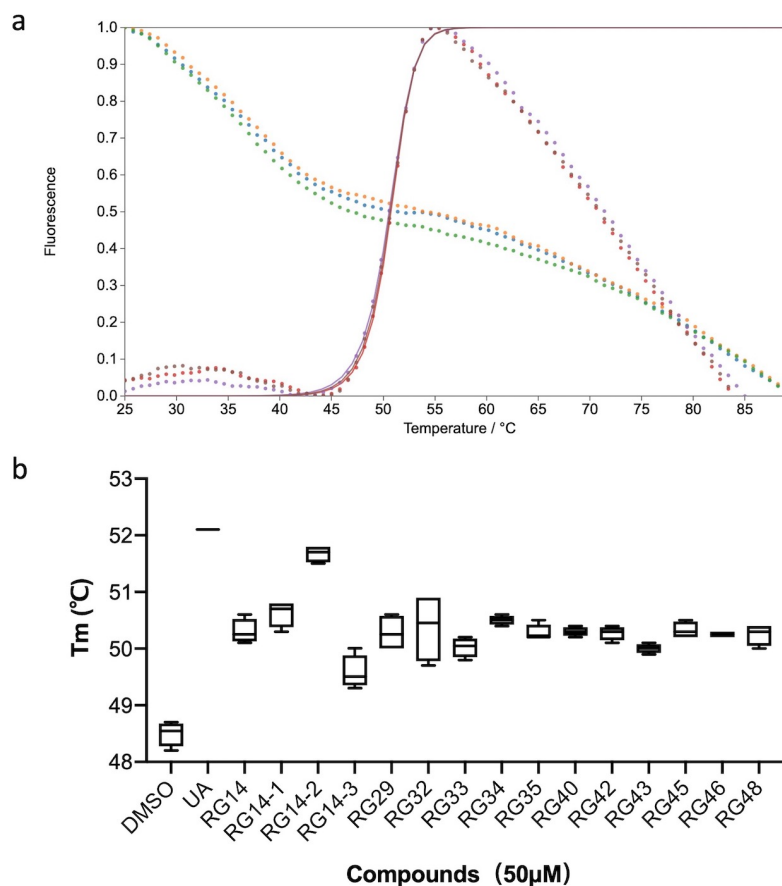 a
1.0
0.9
0.8
0.7
0.6
0.5
0.4
0.3
0.2
0.1
0.0
Fluorescence
25 30 35 40 45 50 55 60 65 70 75 80 85
Temperature / °C
b
53
52
51
50
49
48
Tm (℃)
DMSO
UA
RG14
RG14-1
RG14-2
RG14-3
RG29
RG32
RG33
RG34
RG35
RG40
RG42
RG43
RG45
RG46
RG48
Compounds（50μM）